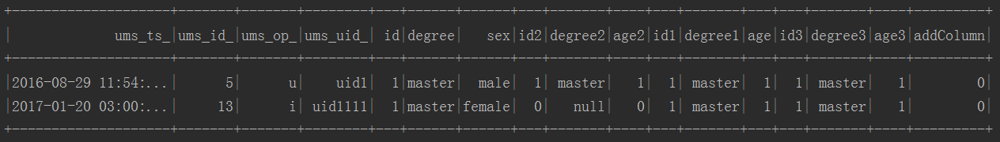 +--------------------+-------+-------+--------+---+------+------+---+-------+----+---+-------+---+---+-------+----+---------+
|             ums_ts_|ums_id_|ums_op_|ums_uid_| id|degree|   sex|id2|degree2|age2|id1|degree1|age|id3|degree3|age3|addColumn|
+--------------------+-------+-------+--------+---+------+------+---+-------+----+---+-------+---+---+-------+----+---------+
|2016-08-29 11:54:...|      5|      u|    uid1|  1|master|  male|  1| master|   1|  1| master|  1|  1| master|   1|        0|
|2017-01-20 03:00:...|     13|      i| uid1111|  1|master|female|  0|   null|   0|  1| master|  1|  1| master|   1|        0|
+--------------------+-------+-------+--------+---+------+------+---+-------+----+---+-------+---+---+-------+----+---------+